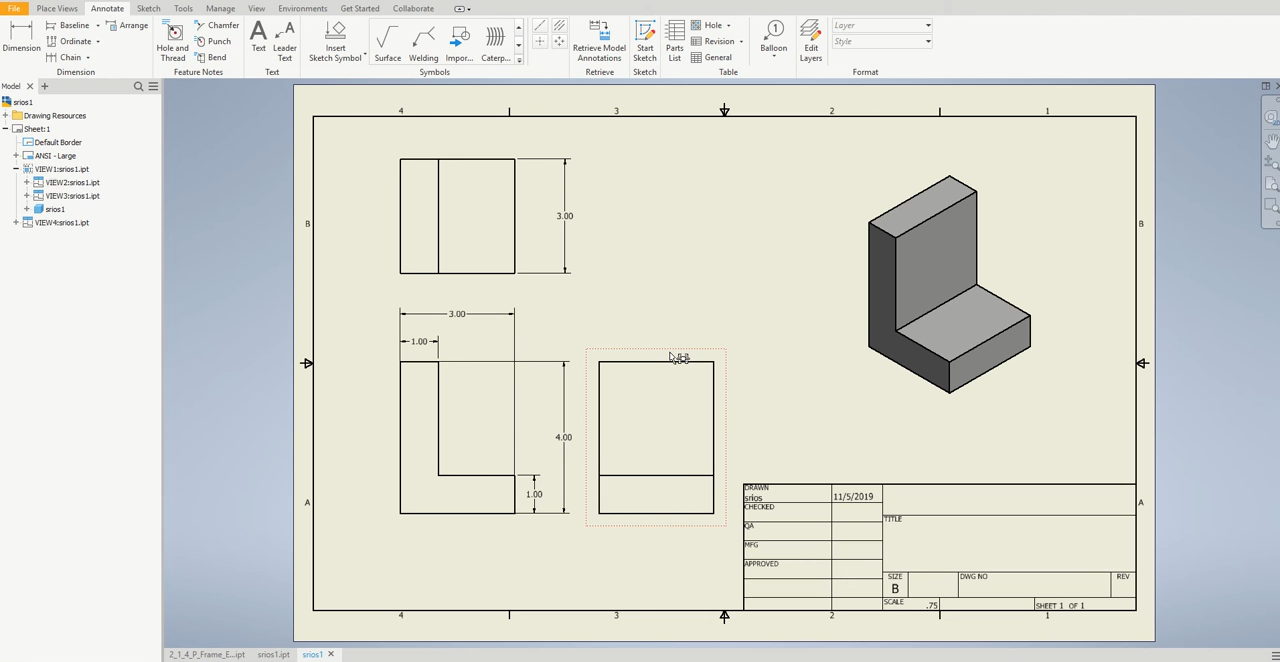 File Place Views Annotate Sketch Tools Manage View Environments Get Started Collaborate
Dimension
Baseline
Ordinate
Chain
Arrange
Dimension
Hole and Thread
Chamfer
Punch
Bend
Feature Notes
Text
Leader Text
Text
Insert Sketch Symbol
Surface
Welding
Impor...
Caterp...
Symbols
Retrieve Model Annotations
Retrieve
Start Sketch
Sketch
Parts List
Hole
Revision
General
Table
1
Balloon
Edit Layers
Layer
Style
Format
Model
srios1
Drawing Resources
Sheet:1
Default Border
ANSI - Large
VIEW1:srios1.ipt
VIEW2:srios1.ipt
VIEW3:srios1.ipt
srios1
VIEW4:srios1.ipt
4 3 2 1
B B
3.00
3.00
1.00
4.00
1.00
A A
DRAWN
srios 11/5/2019
CHECKED
QA
MFG
APPROVED
TITLE
SIZE
B
DWG NO
REV
SCALE .75
SHEET 1 OF 1
4 3 2 1
2_1_4_P_Frame_E...ipt srios1.ipt srios1